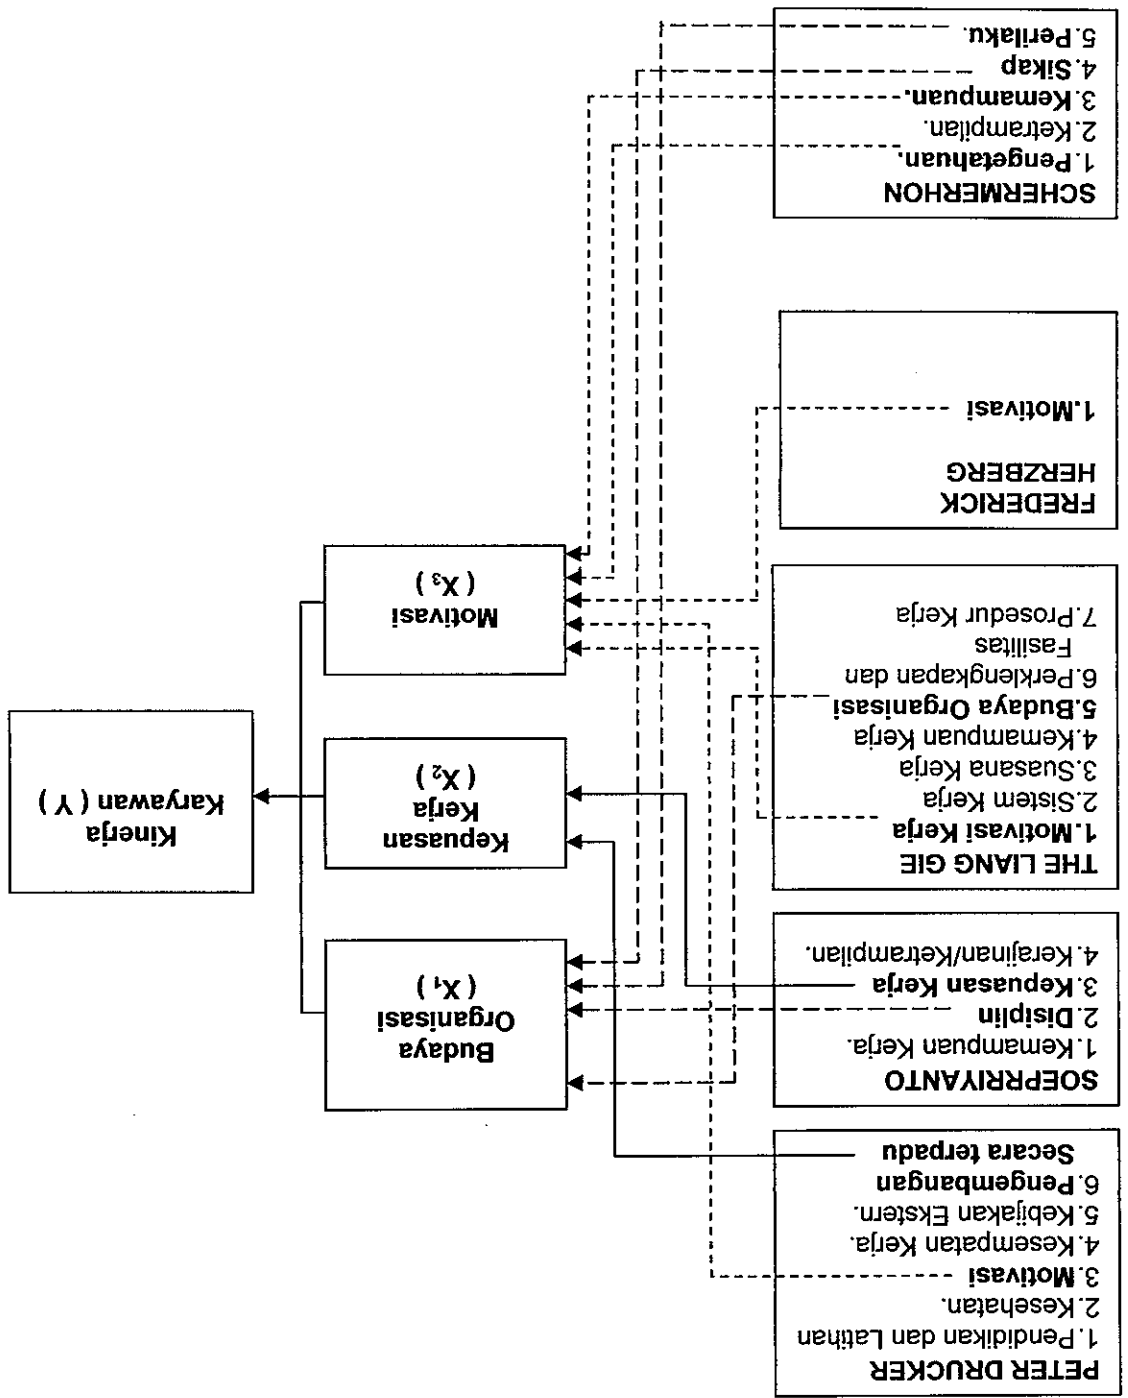 PETER DRUCKER
1. Pendidikan dan Latihan
2. Kesehatan.
3 Motivasi
4. Kesempatan Kerja.
5. Kebijakan Ekstern.
6. Pengembangan
Secara terpadu
SOEPRRIYANTO
1. Kemampuan Kerja.
2. Disiplin
3. Kepuasan Kerja
4. Kerajinan/Ketrampilan.
THE LIANG GIE
1. Motivasi Kerja
2.Sistem Kerja
3.Suasana Kerja
4.Kemampuan Kerja
5.Budaya Organisasi
6.Perklengkapan dan
Fasilitas
7.Prosedur Kerja
FREDERICK
HERZBERG
1.Motivasi
SCHERMERHON
1. Pengetahuan.
2. Ketrampilan.
3. Kemampuan.
4. Sikap
5. Perilaku.
Budaya
Organisasi
( X₁ )
Kepuasan
Kerja
( X₂ )
Motivasi
( X₃ )
Kinerja
Karyawan ( Y )